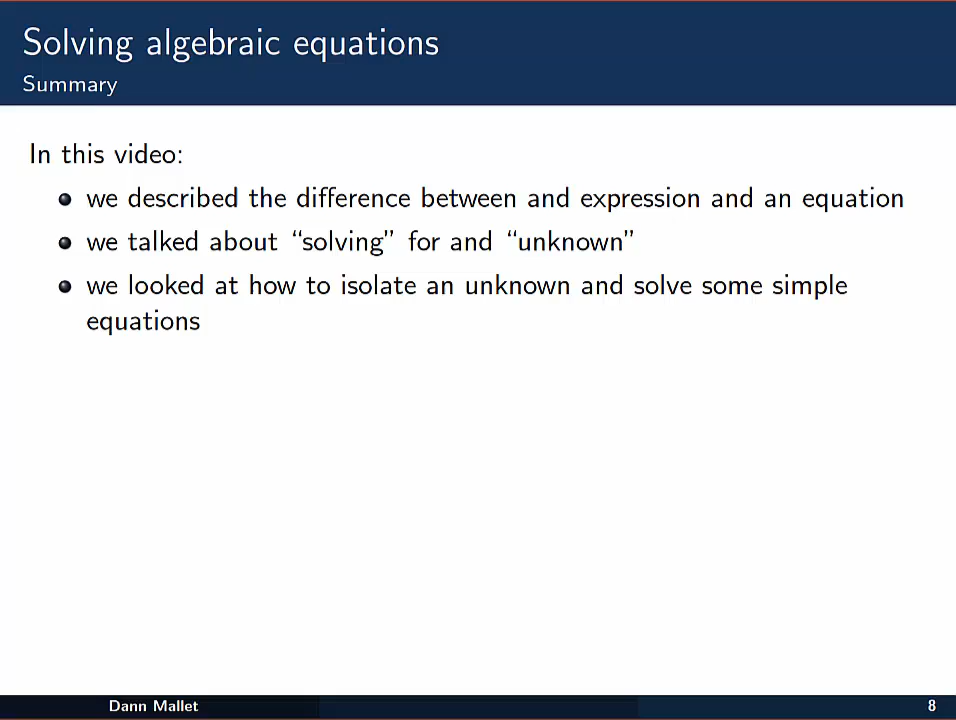 Solving algebraic equations
Summary
In this video:
we described the difference between and expression and an equation
we talked about “solving” for and “unknown”
we looked at how to isolate an unknown and solve some simple
equations
Dann Mallet
8